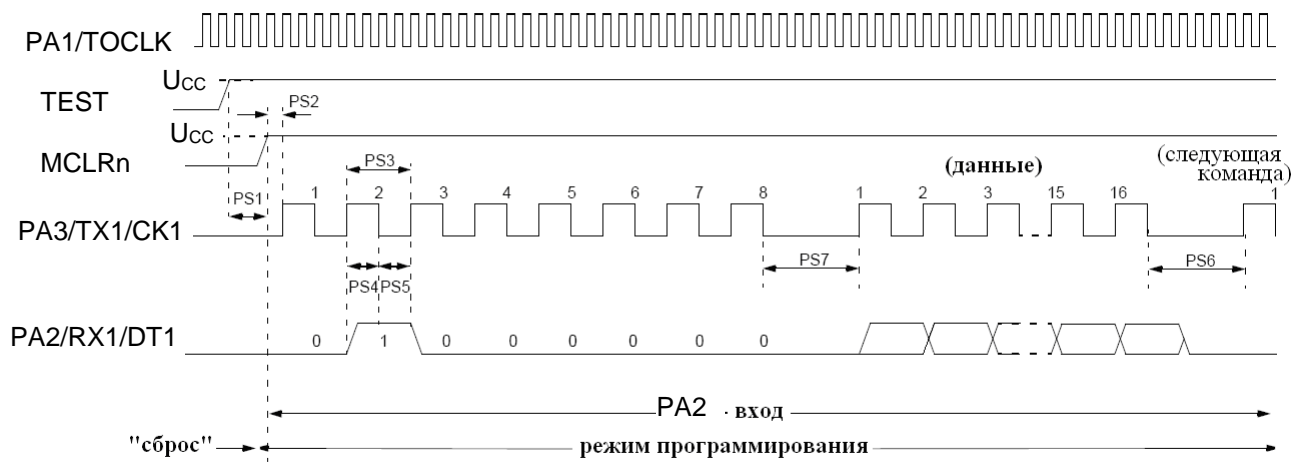 PA1/TOCLK
UCC
TEST
PS2
UCC
MCLRn
PS3
(данные)
(следующая
команда)
PS1
1 2 3 4 5 6 7 8 1 2 3 15 16 1
PA3/TX1/CK1
PS7
PS6
PS4 PS5
PA2/RX1/DT1
0 1 0 0 0 0 0 0
PA2 - вход
"сброс"
режим программирования